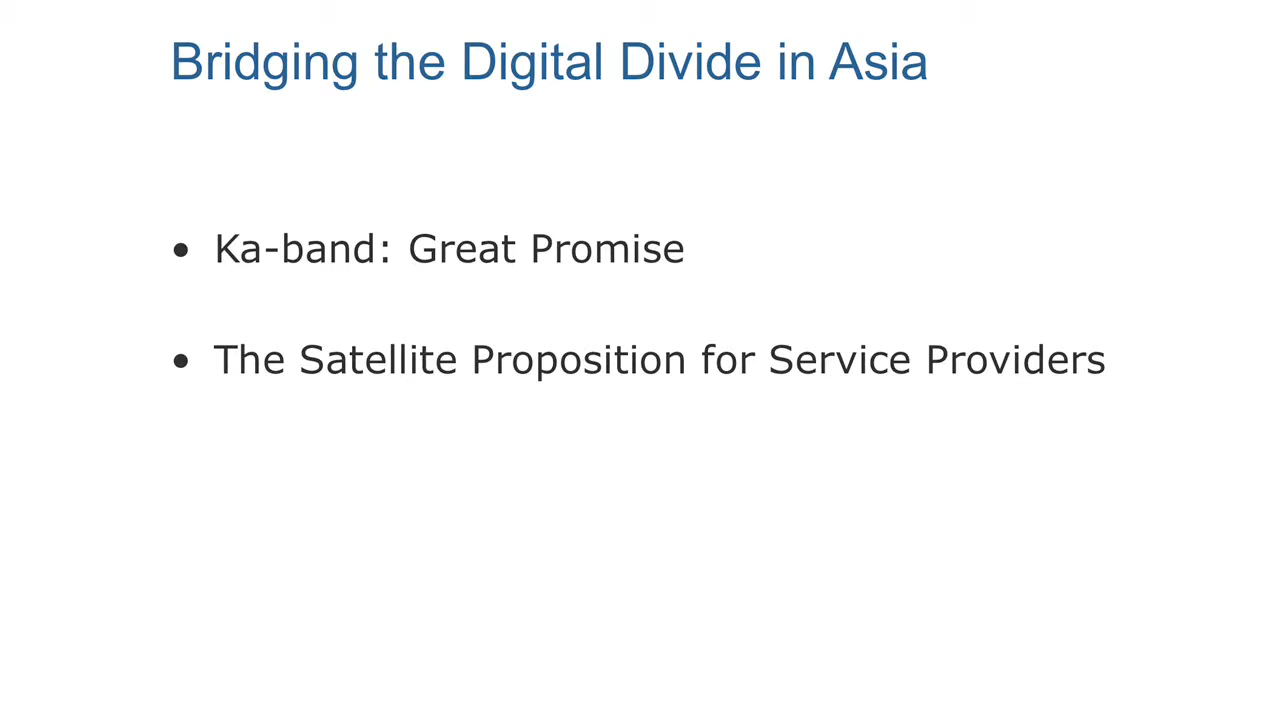 Bridging the Digital Divide in Asia
• Ka-band: Great Promise
• The Satellite Proposition for Service Providers